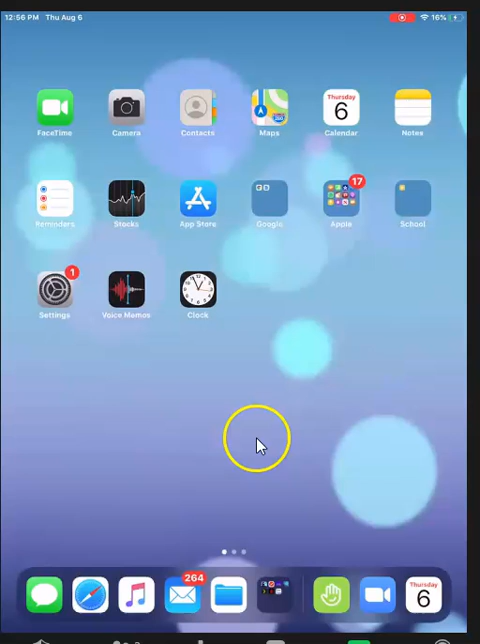 12:56 PM Thu Aug 6 16%
Thursday
6
FaceTime Camera Contacts Maps Calendar Notes
17
Reminders Stocks App Store Google Apple School
1
Settings Voice Memos Clock
264
Thursday
6